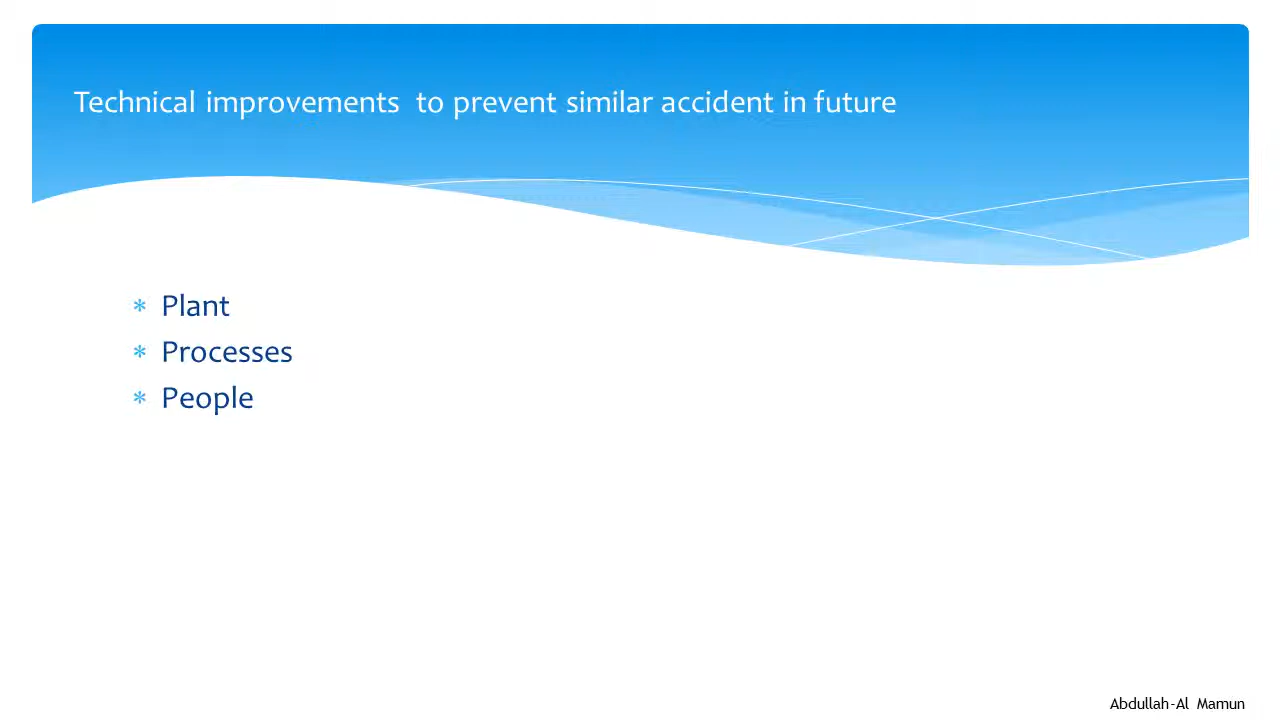 Technical improvements  to prevent similar accident in future
* Plant
* Processes
* People
Abdullah-Al Mamun